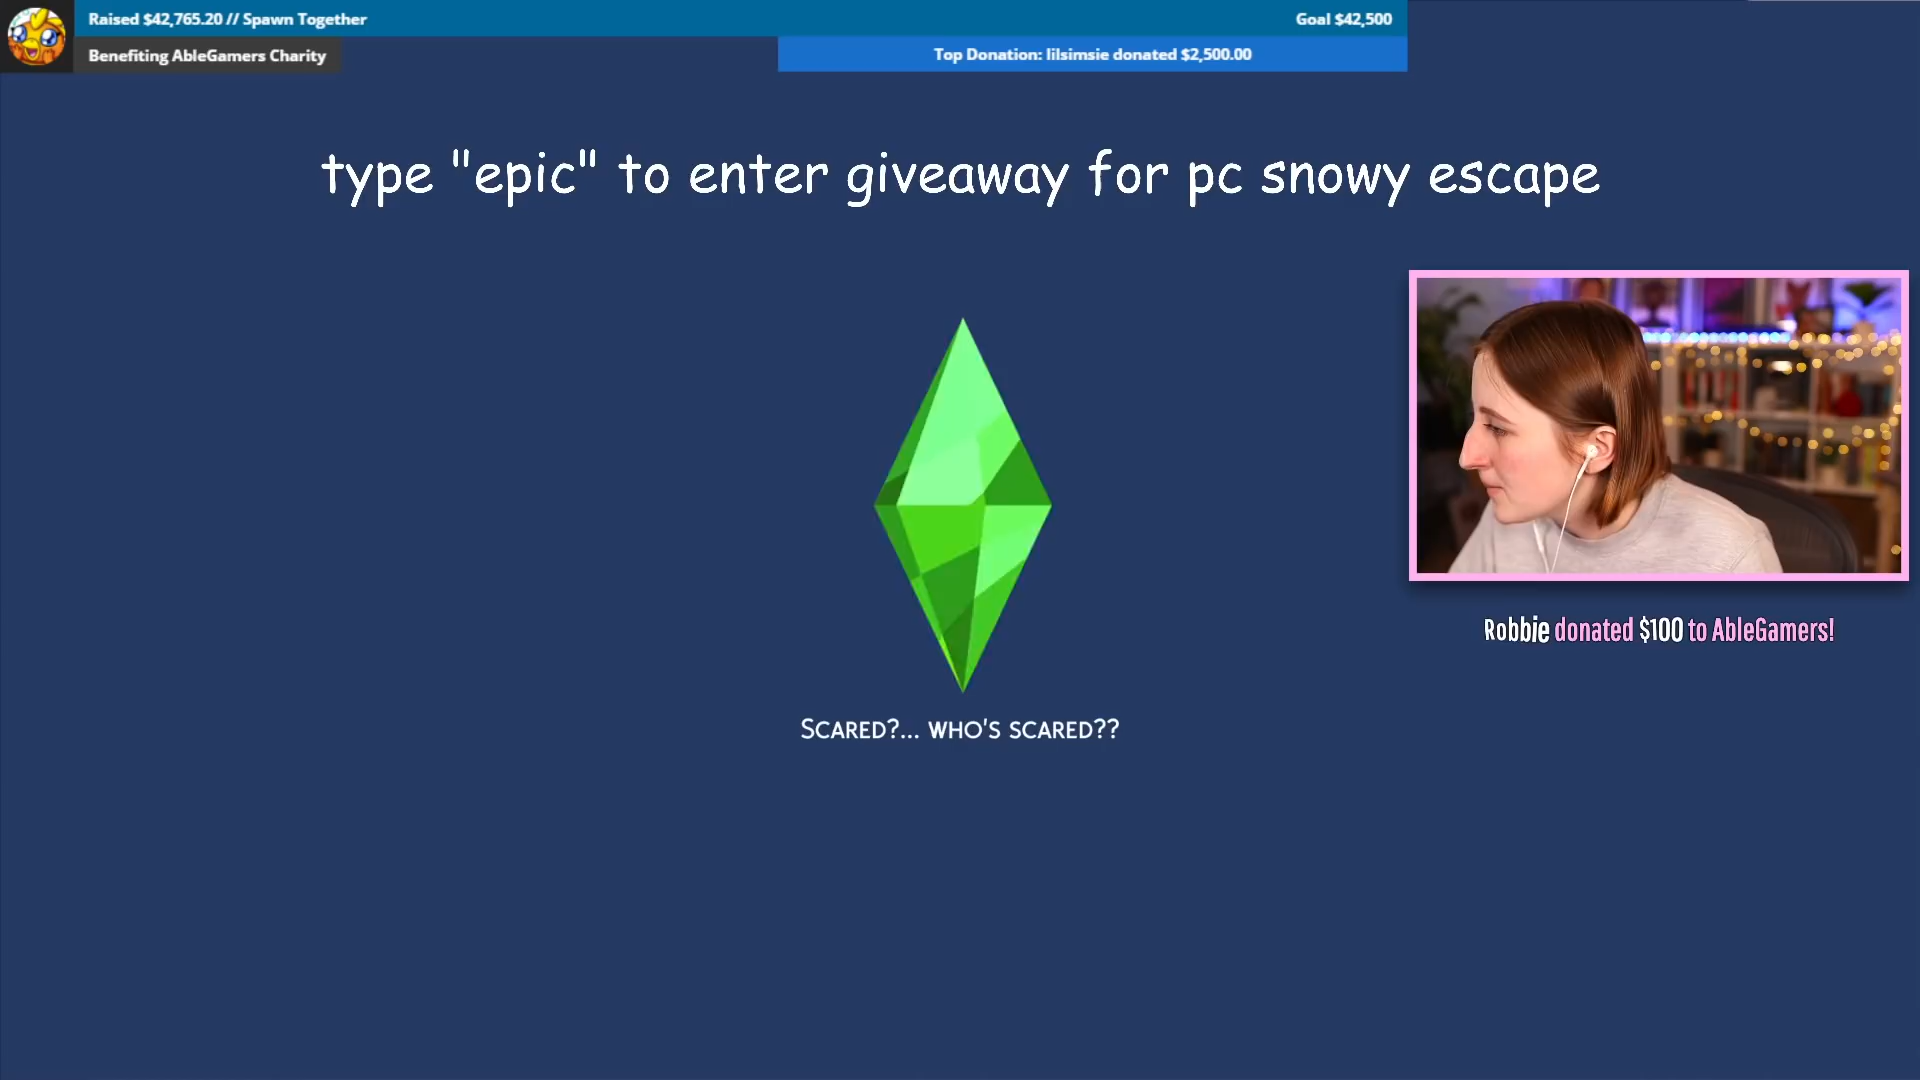 Raised $42,765.20 // Spawn Together
Goal $42,500
Benefiting AbleGamers Charity
Top Donation: lilsimsie donated $2,500.00
type "epic" to enter giveaway for pc snowy escape
Robbie donated $100 to AbleGamers!
Scared?... who's scared??